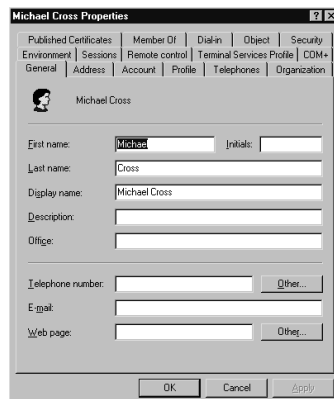 Michael Cross Properties
Published Certificates Member Of Dial-in Object Security
Environment Sessions Remote control Terminal Services Profile COM+
General Address Account Profile Telephones Organization
Michael Cross
First name: Michael Initials:
Last name: Cross
Display name: Michael Cross
Description:
Office:
Telephone number: Other...
E-mail:
Web page: Other...
OK Cancel Apply